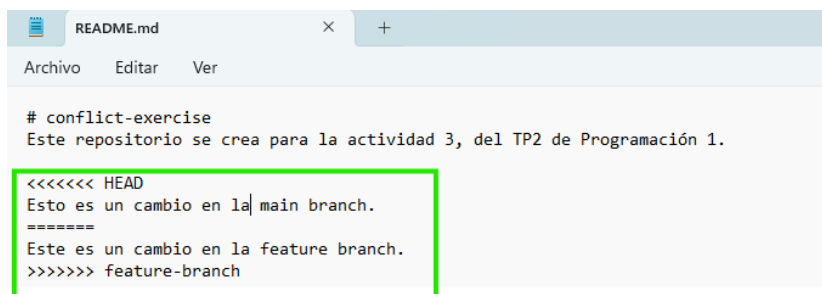 README.md
Archivo Editar Ver
# conflict-exercise
Este repositorio se crea para la actividad 3, del TP2 de Programación 1.
<<<<<<< HEAD
Esto es un cambio en la main branch.
=======
Este es un cambio en la feature branch.
>>>>>>> feature-branch